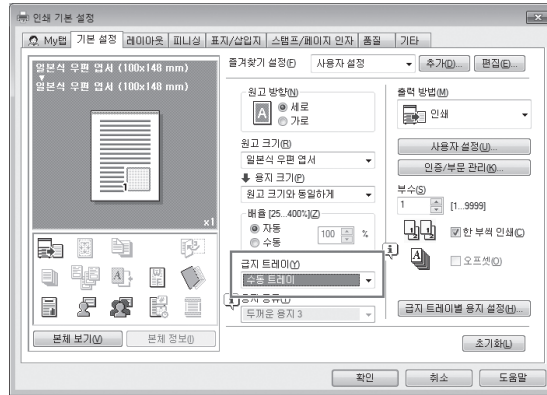 인쇄 기본 설정
My탭 기본 설정 레이아웃 피니싱 표지/삽입지 스탬프/페이지 인자 품질 기타
일본식 우편 엽서 (100x148 mm)
일본식 우편 엽서 (100x148 mm)
1
x1
본체 보기(V) 본체 정보(I)
즐겨찾기 설정(F) 사용자 설정 추가(D)... 편집(E)...
원고 방향(N)
세로
가로
원고 크기(R)
일본식 우편 엽서
용지 크기(P)
원고 크기와 동일하게
배율 [25...400%](Z)
자동
수동
100 %
급지 트레이(Y)
수동 트레이
두꺼운 용지 3
출력 방법(M)
인쇄
사용자 설정(U)...
인증/부문 관리(K)...
부수(S)
1 [1...9999]
한 부씩 인쇄(O)
오프셋(O)
급지 트레이별 용지 설정(H)...
초기화(L)
확인 취소 도움말